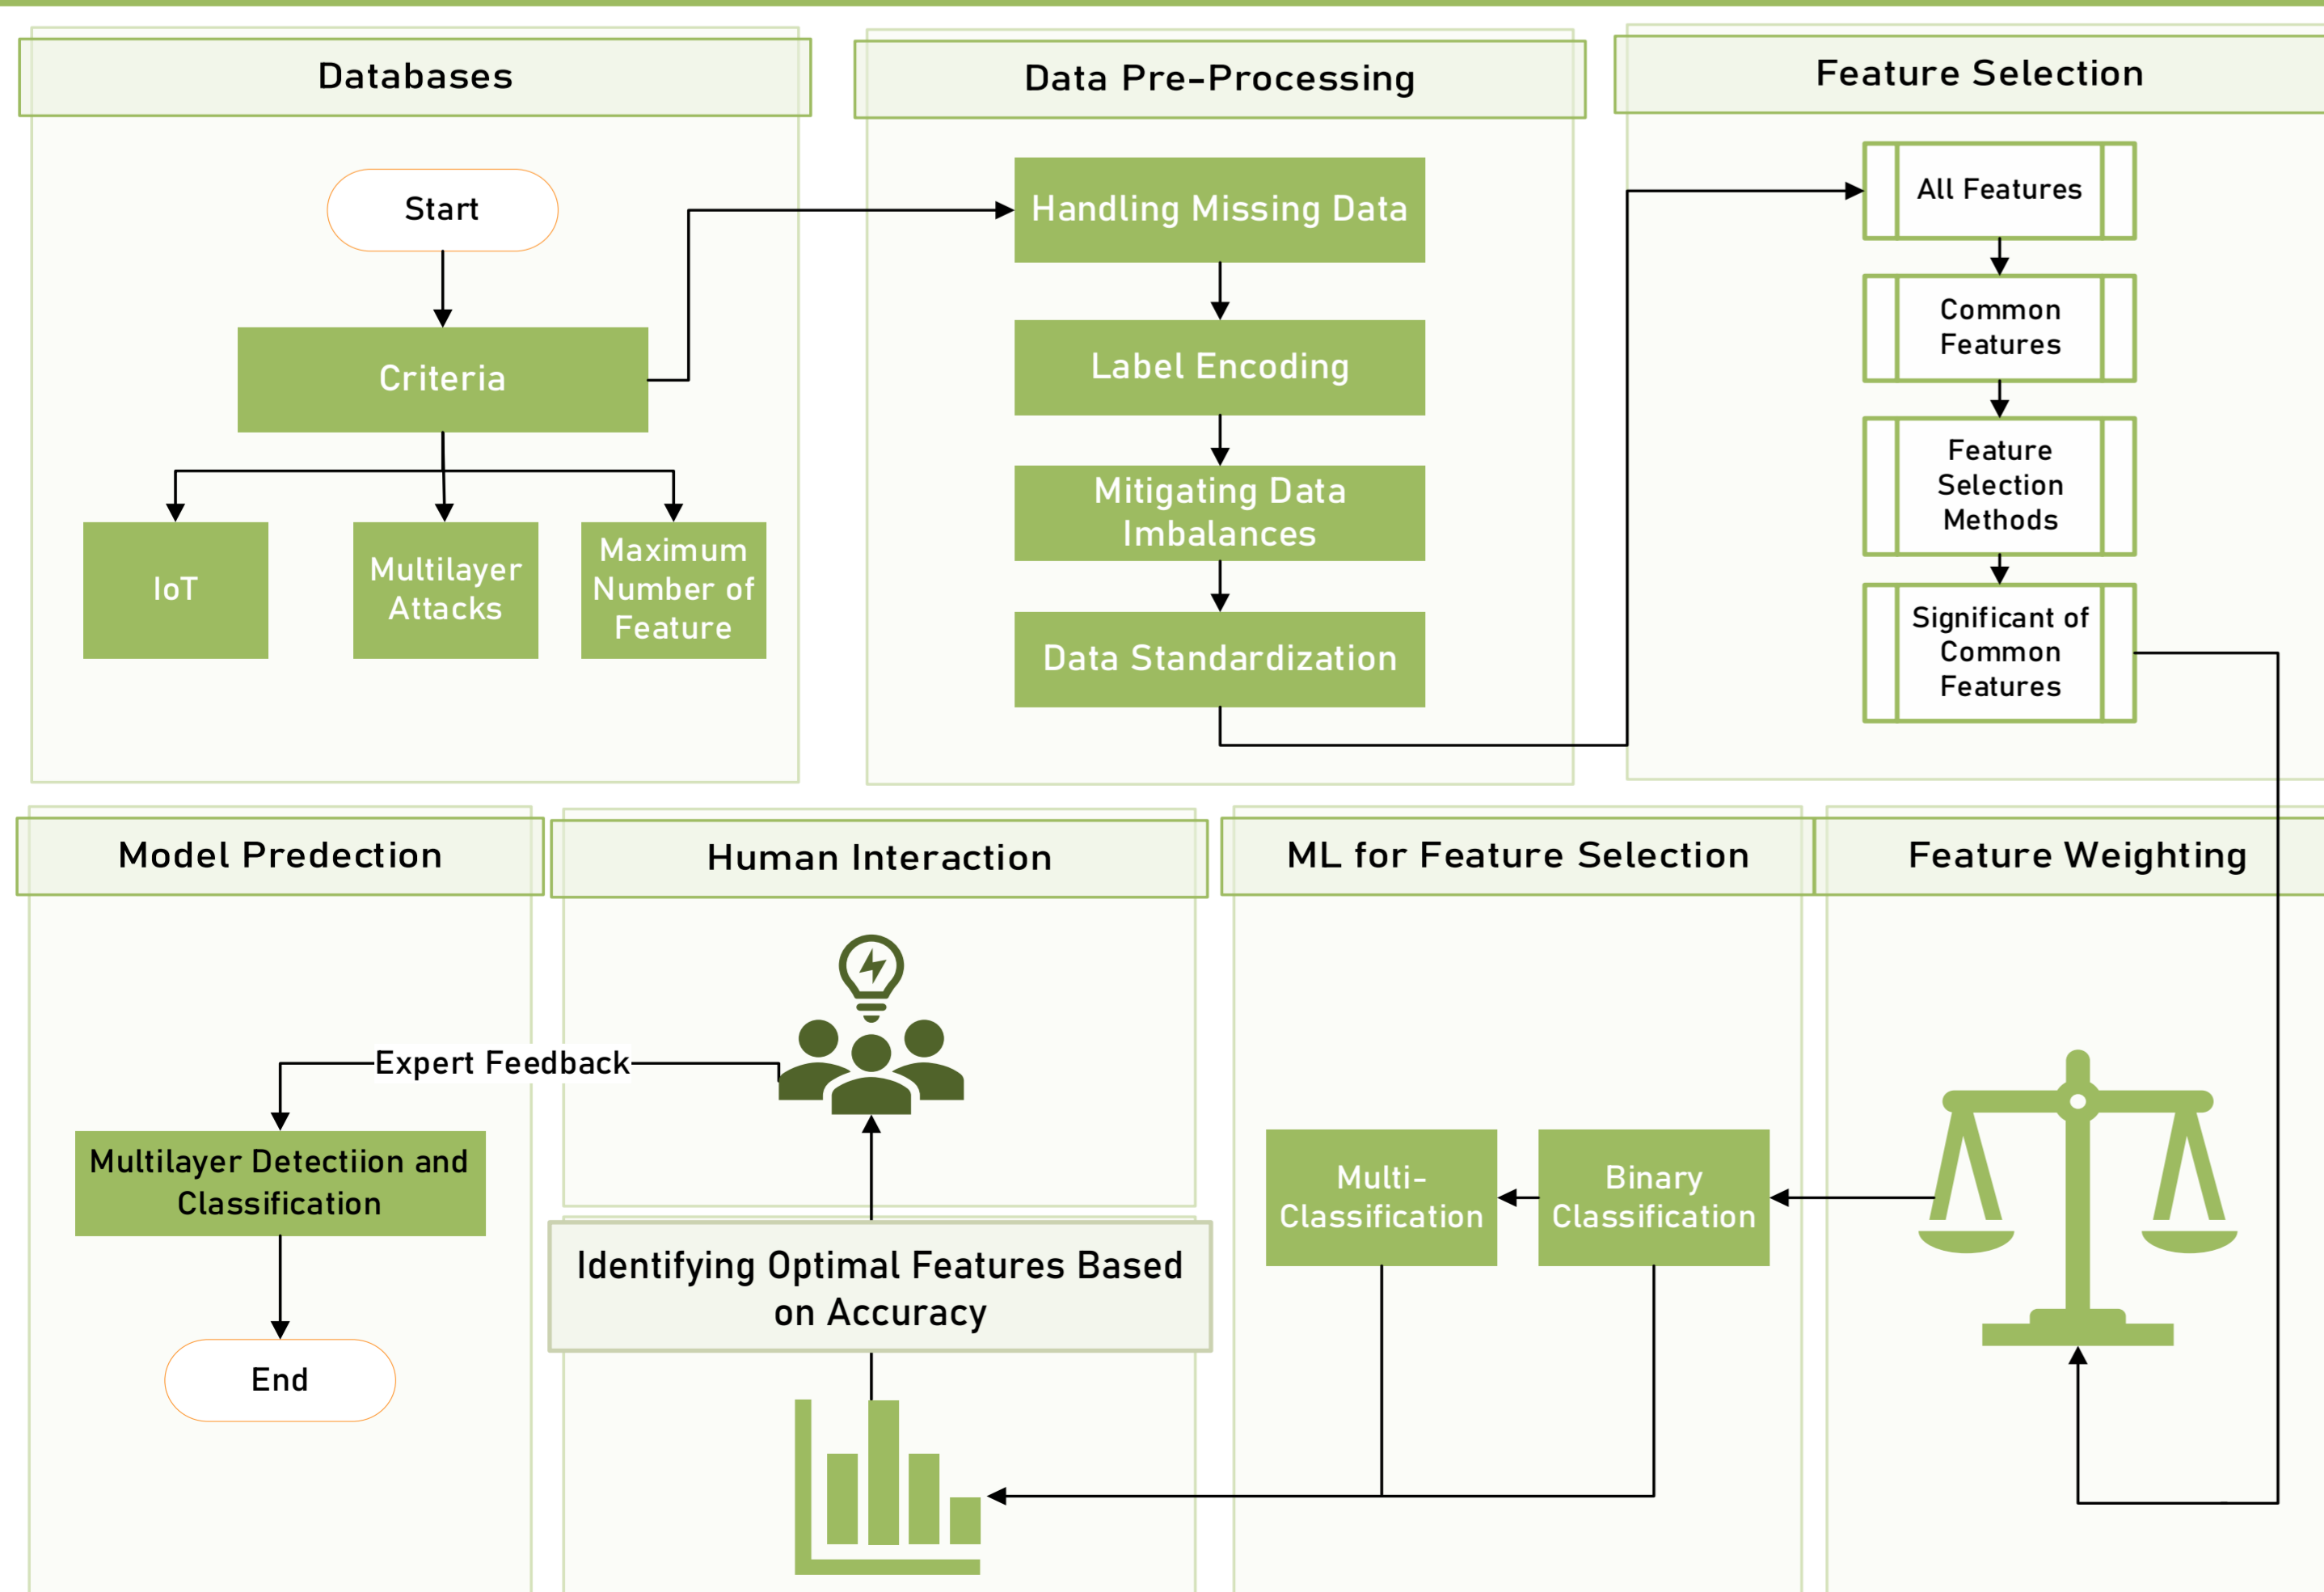 Databases
Start
Criteria
IoT
Multilayer
Attacks
Maximum
Number of
Feature
Data Pre-Processing
Handling Missing Data
Label Encoding
Mitigating Data
Imbalances
Data Standardization
Feature Selection
All Features
Common
Features
Feature
Selection
Methods
Significant of
Common
Features
Model Predection
Expert Feedback
Multilayer Detectiion and
Classification
End
Human Interaction
Identifying Optimal Features Based
on Accuracy
ML for Feature Selection
Multi-
Classification
Binary
Classification
Feature Weighting